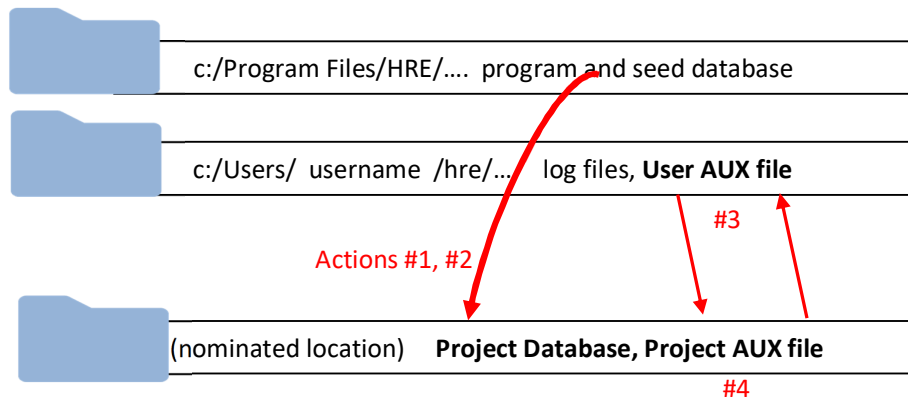 c:/Program Files/HRE/.... program and seed database
c:/Users/ username /hre/.... log files, User AUX file
#3
Actions #1, #2
(nominated location) Project Database, Project AUX file
#4